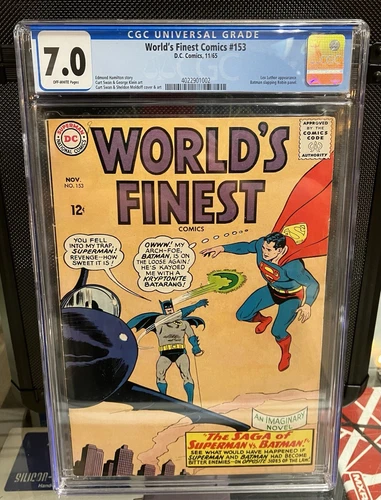 CGC UNIVERSAL GRADE
7.0
OFF-WHITE Pages
World's Finest Comics #153
D.C. Comics, 11/65
Edmond Hamilton story
Curt Swan & George Klein art
Curt Swan & Sheldon Moldoff cover & art
Lex Luthor appearance
Batman slapping Robin panel
4022901002
SUPERMAN
DC
NATIONAL COMICS
NOV.
NO. 153
12¢
WORLD'S
FINEST
COMICS
APPROVED
BY THE
COMICS
CODE
AUTHORITY
YOU FELL
INTO MY TRAP,
SUPERMAN!
REVENGE--HOW
SWEET IT IS!
OWWW! MY
ARCH-FOE,
BATMAN, IS ON
THE LOOSE AGAIN!
HE'S KAYOED
ME WITH A
KRYPTONITE
BATARANG!
AN IMAGINARY
NOVEL
"THE SAGA of
SUPERMAN vs. BATMAN!"
SEE WHAT WOULD HAVE HAPPENED IF
SUPERMAN AND BATMAN HAD BECOME
BITTER ENEMIES--ON OPPOSITE SIDES OF THE LAW!
SILICON-